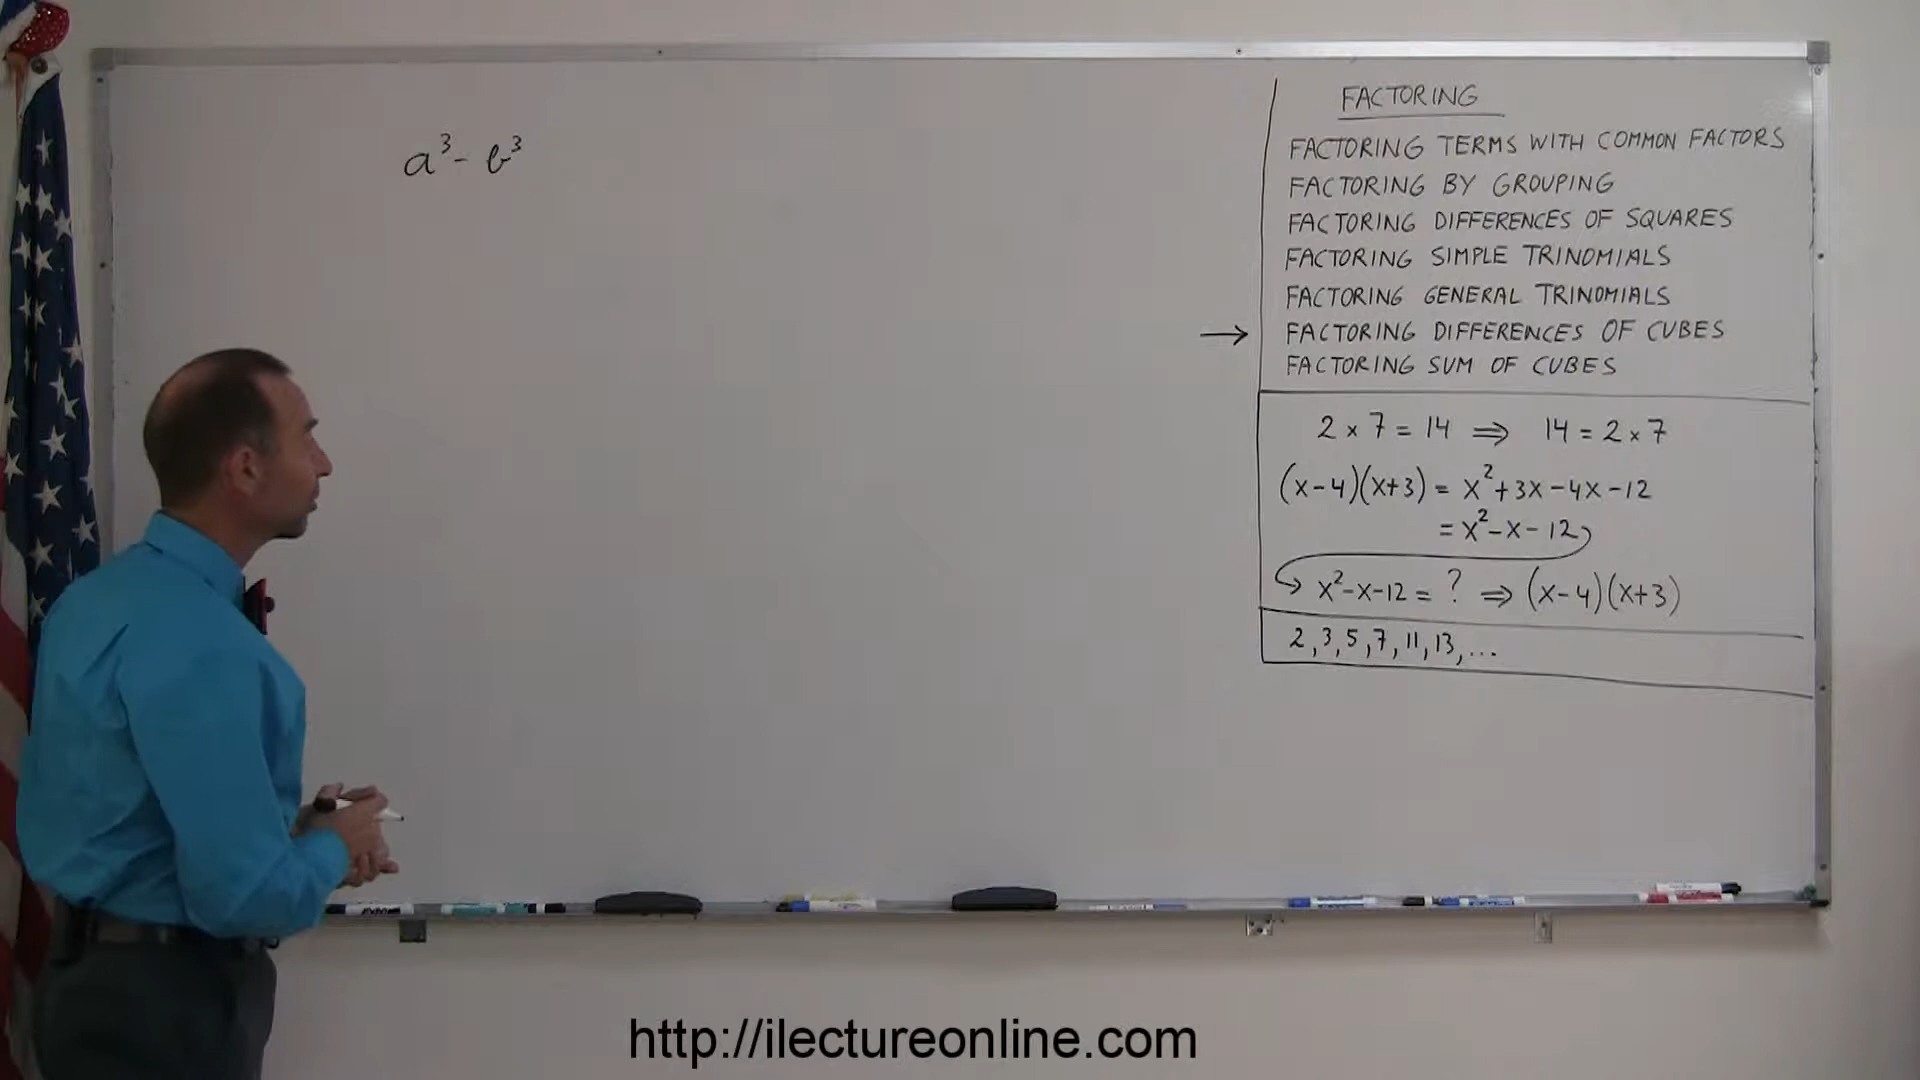 a³ - b³
FACTORING
FACTORING TERMS WITH COMMON FACTORS
FACTORING BY GROUPING
FACTORING DIFFERENCES OF SQUARES
FACTORING SIMPLE TRINOMIALS
FACTORING GENERAL TRINOMIALS
→ FACTORING DIFFERENCES OF CUBES
FACTORING SUM OF CUBES
2 × 7 = 14 ⇒ 14 = 2 × 7
(x-4)(x+3) = x²+3x-4x-12
= x²-x-12
x²-x-12 = ? ⇒ (x-4)(x+3)
2,3,5,7,11,13,...
http://ilectureonline.com